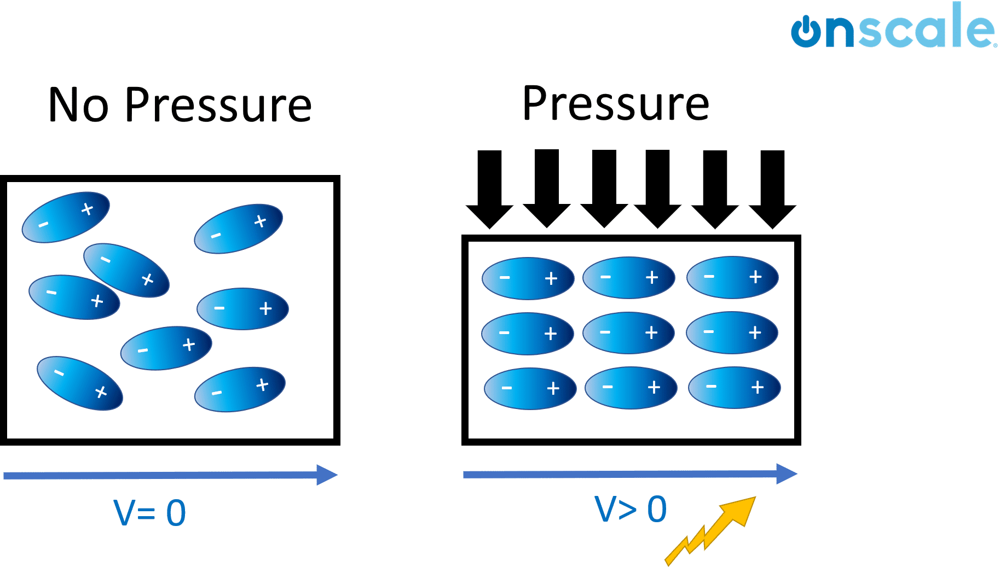 onscale®
No Pressure
Pressure
- +
- +
- +
- +
- +
- +
- +
- +
- + - + - +
- + - + - +
- + - + - +
V= 0
V> 0